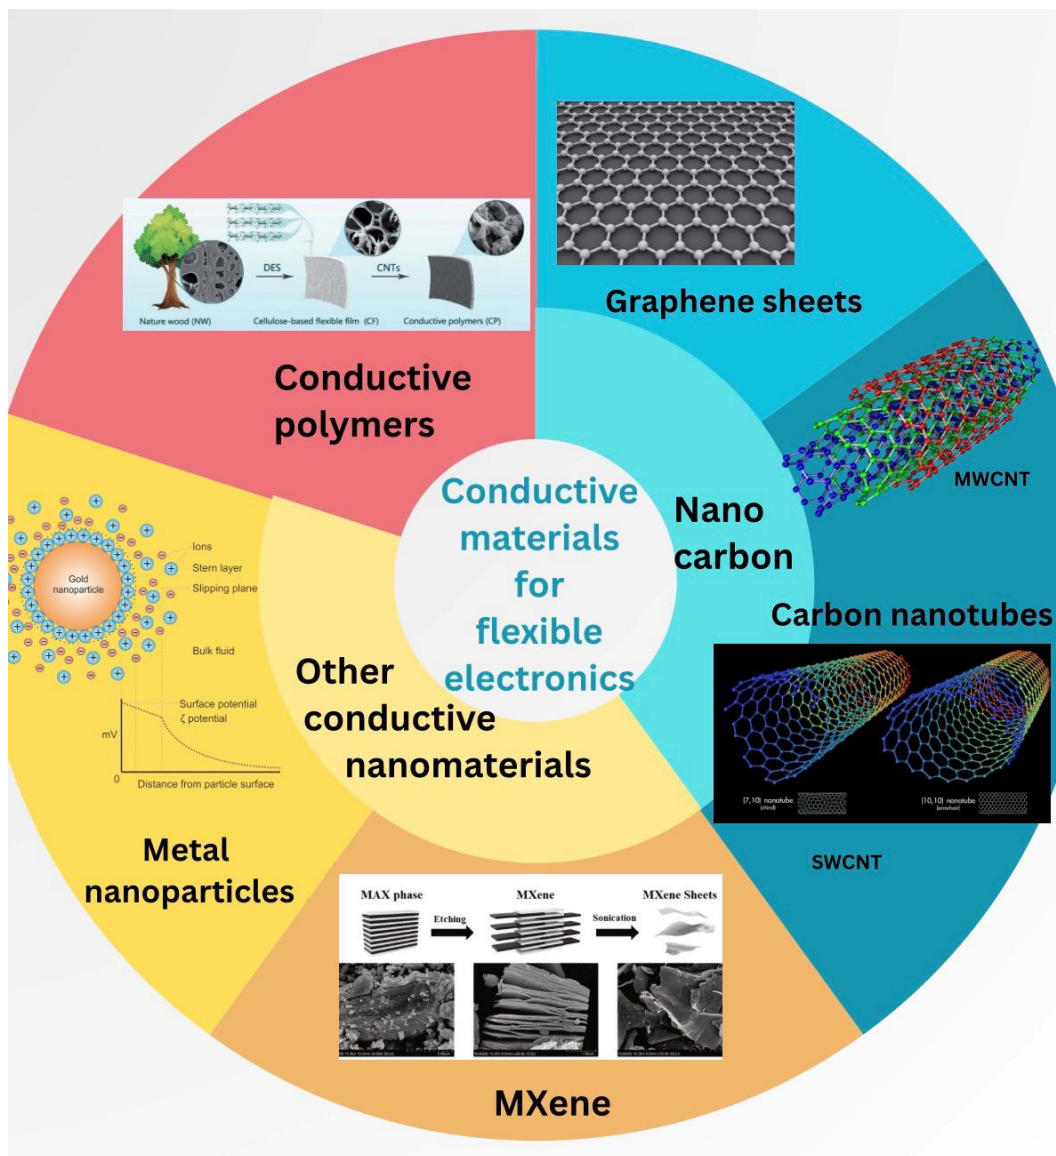 Graphene sheets
DES
CNTs
Nature wood (NW)
Cellulose-based flexible film (CF)
Conductive polymers (CP)
Conductive
polymers
MWCNT
Conductive
materials
for
flexible
electronics
Nano
carbon
Carbon nanotubes
(7,10) nanotube
(chiral)
(10,10) nanotube
(armchair)
SWCNT
Other
conductive
nanomaterials
Gold
nanoparticle
Ions
Stern layer
Slipping plane
Bulk fluid
Surface potential
ζ potential
mV
0
Distance from particle surface
Metal
nanoparticles
MAX phase
Etching
MXene
Sonication
MXene Sheets
MXene